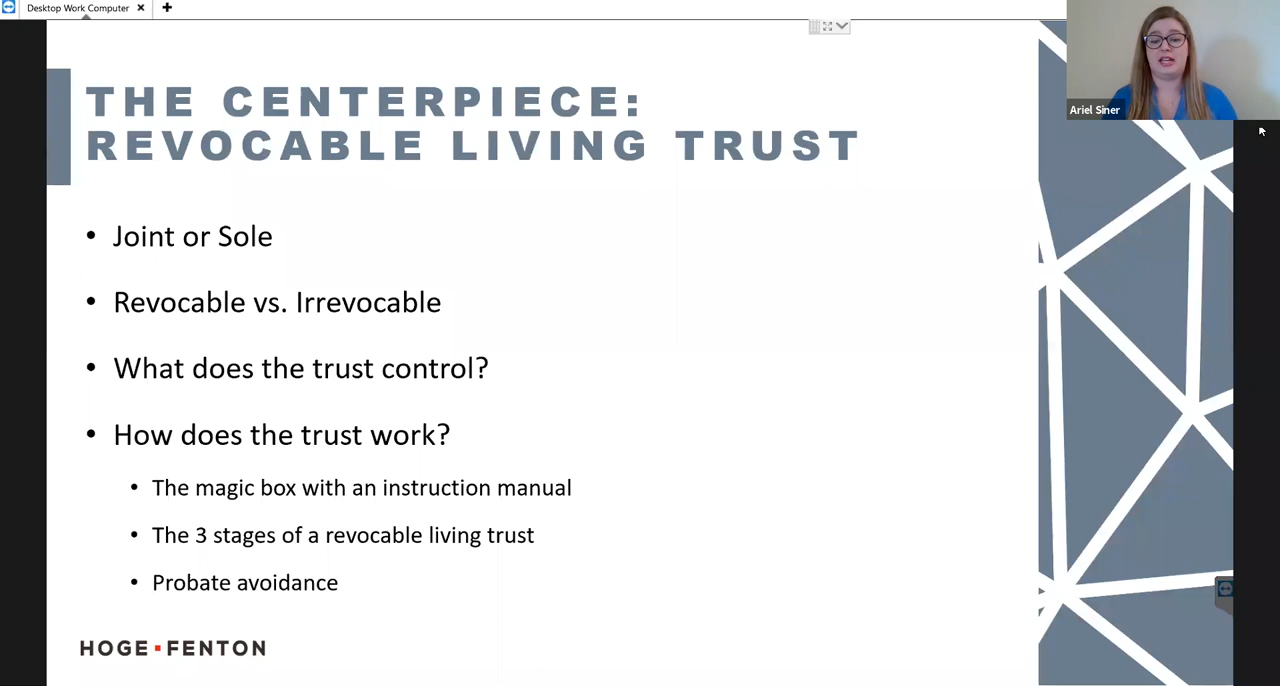 Desktop Work Computer
Ariel Siner
THE CENTERPIECE:
REVOCABLE LIVING TRUST
• Joint or Sole
• Revocable vs. Irrevocable
• What does the trust control?
• How does the trust work?
• The magic box with an instruction manual
• The 3 stages of a revocable living trust
• Probate avoidance
HOGE▪FENTON